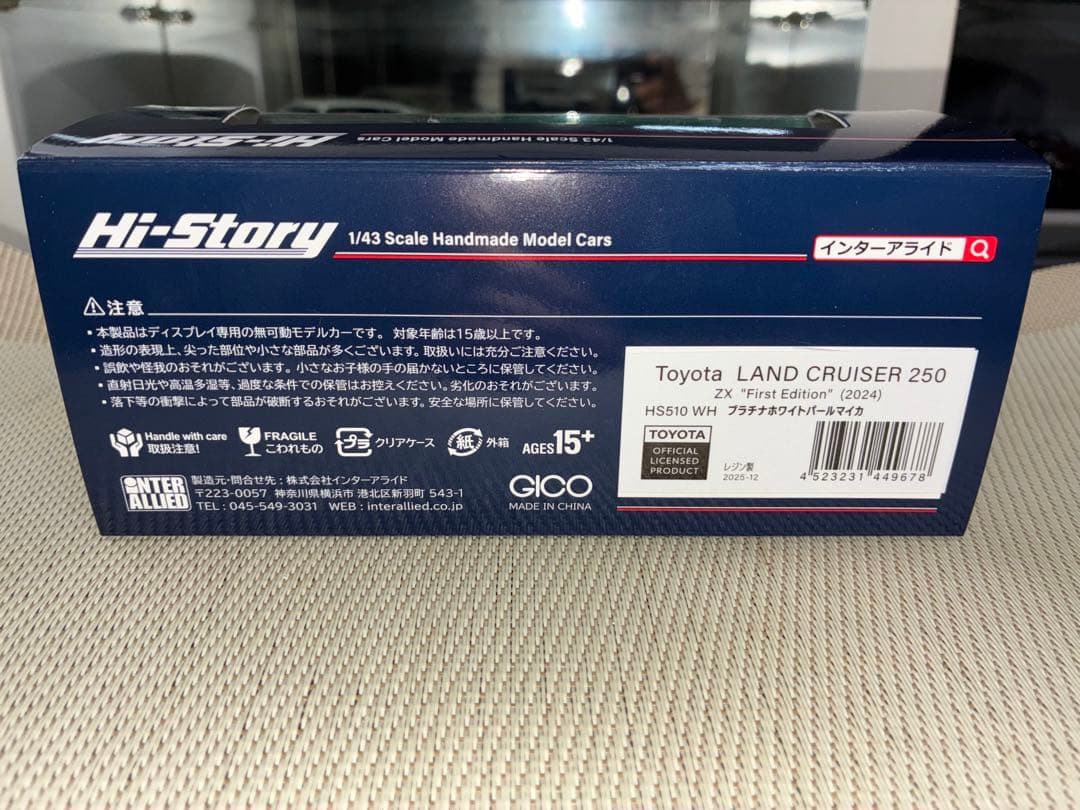 Hi-Story
1/43 Scale Handmade Model Cars
Hi-Story 1/43 Scale Handmade Model Cars
インターアライド
⚠注意
・本製品はディスプレイ専用の無可動モデルカーです。 対象年齢は15歳以上です。
・造形の表現上、尖った部位や小さな部品が多くございます。取扱いには充分ご注意ください。
・誤飲や怪我のおそれがございます。小さなお子様の手の届かないところに保管してください。
・直射日光や高温多湿等、過度な条件での保管はお控えください。劣化のおそれがございます。
・落下等の衝撃によって部品が破断するおそれがございます。安全な場所に保管してください。
Handle with care
取扱注意!
FRAGILE
こわれもの
プラ クリアケース
紙 外箱
AGES 15+
INTER ALLIED
製造元・問合せ先：株式会社インターアライド
〒223-0057 神奈川県横浜市 港北区新羽町 543-1
TEL：045-549-3031 WEB：interallied.co.jp
GICO
MADE IN CHINA
Toyota LAND CRUISER 250
ZX "First Edition" (2024)
HS510 WH プラチナホワイトパールマイカ
TOYOTA
OFFICIAL
LICENSED
PRODUCT
レジン製
2025-12
4 523231 449678